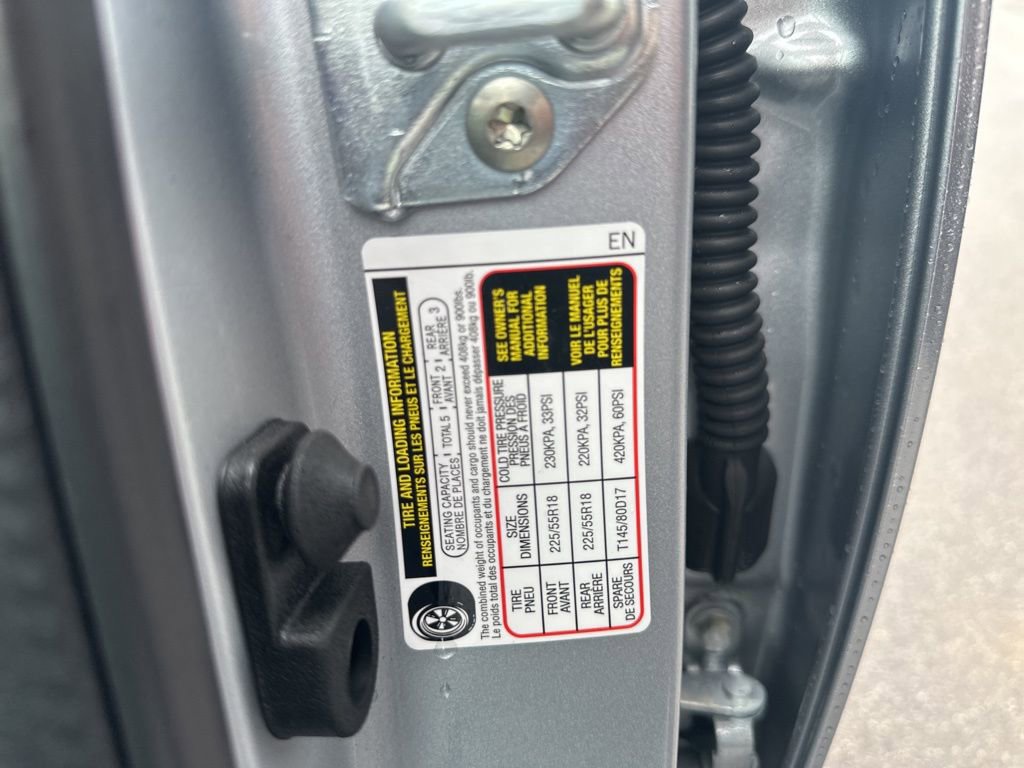 EN
TIRE AND LOADING INFORMATION
RENSEIGNEMENTS SUR LES PNEUS ET LE CHARGEMENT
SEATING CAPACITY TOTAL 5 FRONT 2 REAR 3
NOMBRE DE PLACES AVANT ARRIÈRE
The combined weight of occupants and cargo should never exceed 408kg or 900lbs.
Le poids total des occupants et du chargement ne doit jamais dépasser 408kg ou 900lb.
TIRE SIZE COLD TIRE PRESSURE
PNEU DIMENSIONS PRESSION DES
PNEUS À FROID
FRONT 225/55R18 230KPA, 33PSI
AVANT
REAR 225/55R18 220KPA, 32PSI
ARRIÈRE
SPARE T145/80D17 420KPA, 60PSI
DE SECOURS
SEE OWNER'S
MANUAL FOR
ADDITIONAL
INFORMATION
VOIR LE MANUEL
DE L'USAGER
POUR PLUS DE
RENSEIGNEMENTS